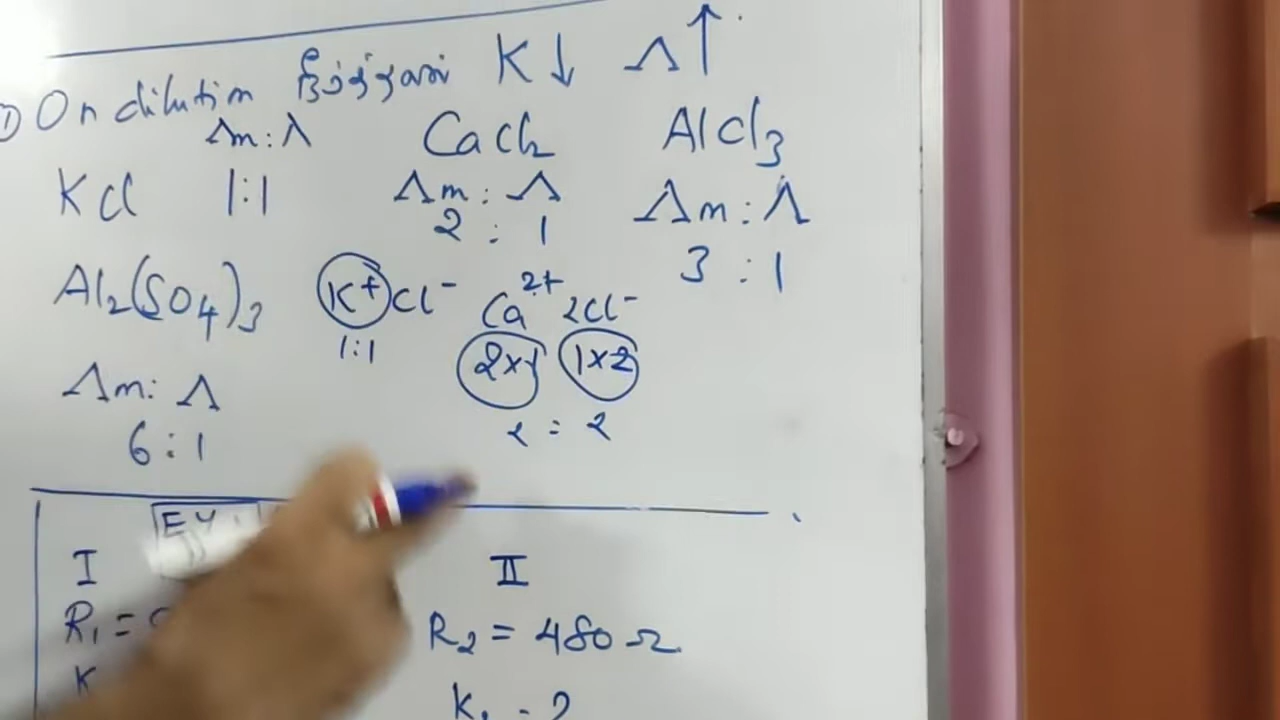 ① On dilution K↓ Λ↑
Λm : Λ
KCl 1:1
CaCl₂
Λm : Λ
2 : 1
AlCl₃
Λm : Λ
3 : 1
Al₂(SO₄)₃
Λm : Λ
6 : 1
K⁺Cl⁻
1:1
Ca²⁺ 2Cl⁻
2×1 1×2
2 = 2
I
R₁ =
K
II
R₂ = 480 Ω